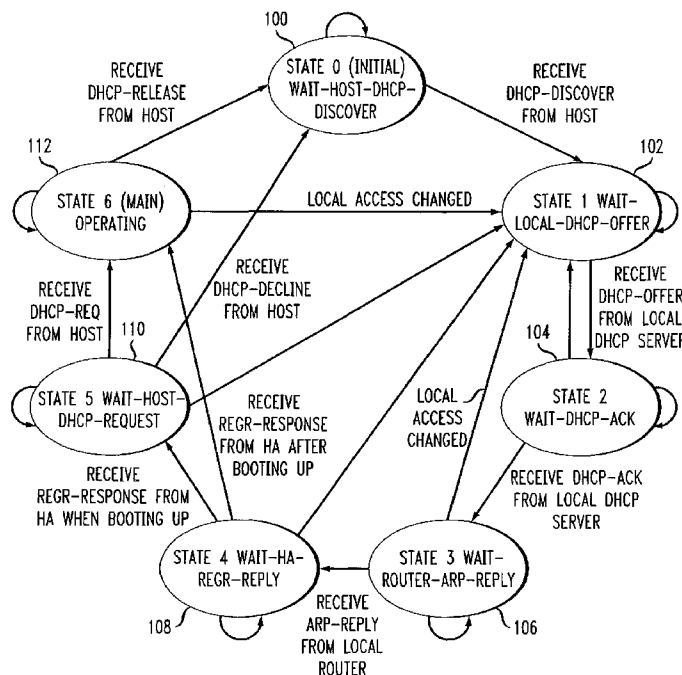 100
STATE 0 (INITIAL)
WAIT-HOST-DHCP-
DISCOVER
RECEIVE
DHCP-RELEASE
FROM HOST
RECEIVE
DHCP-DISCOVER
FROM HOST
112
102
STATE 6 (MAIN)
OPERATING
LOCAL ACCESS CHANGED
STATE 1 WAIT-
LOCAL-DHCP-OFFER
RECEIVE
DHCP-REQ
FROM HOST
RECEIVE
DHCP-DECLINE
FROM HOST
RECEIVE
DHCP-OFFER
FROM LOCAL
DHCP SERVER
110
104
STATE 5 WAIT-HOST-
DHCP-REQUEST
RECEIVE
REGR-RESPONSE
FROM HA AFTER
BOOTING UP
LOCAL
ACCESS
CHANGED
STATE 2
WAIT-DHCP-ACK
RECEIVE
REGR-RESPONSE FROM
HA WHEN BOOTING UP
RECEIVE DHCP-ACK
FROM LOCAL DHCP
SERVER
STATE 4 WAIT-HA-
REGR-REPLY
STATE 3 WAIT-
ROUTER-ARP-REPLY
108
RECEIVE
ARP-REPLY
FROM LOCAL
ROUTER
106